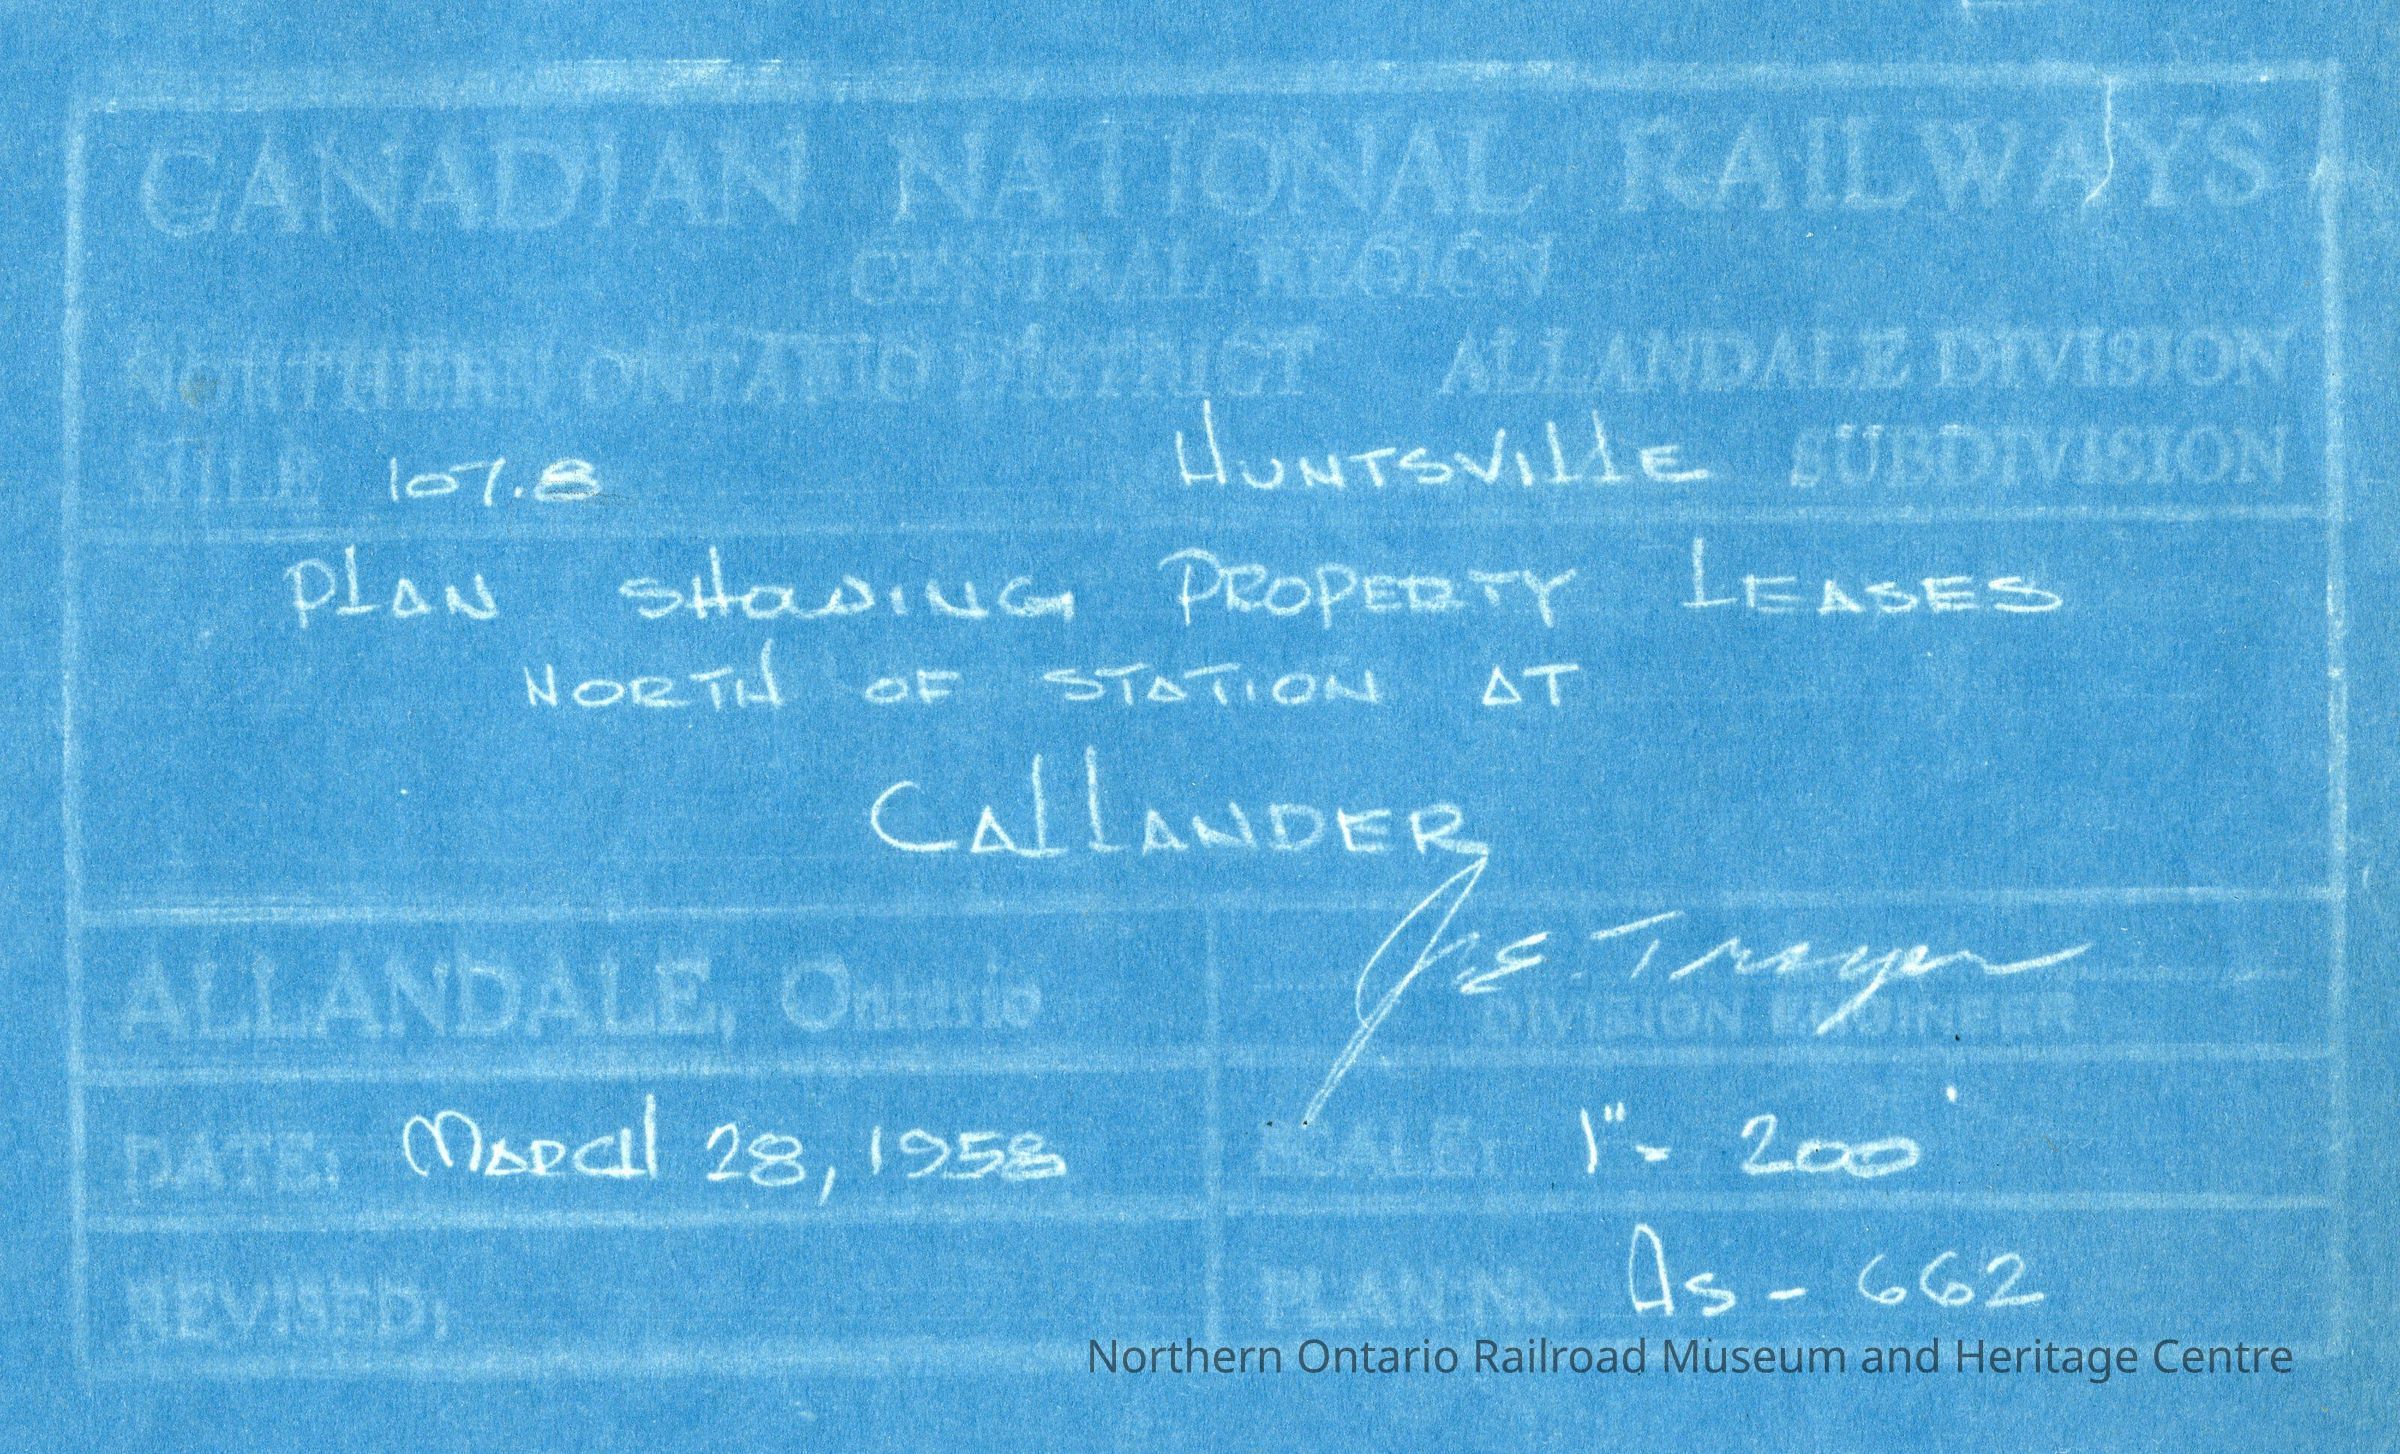 CANADIAN NATIONAL RAILWAYS
CENTRAL REGION
NORTHERN ONTARIO DISTRICT ALLANDALE DIVISION
MILE 107.8 HUNTSVILLE SUBDIVISION
PLAN SHOWING PROPERTY LEASES
NORTH OF STATION AT
CALLANDER
ALLANDALE, Ontario
DIVISION ENGINEER
DATE: MARCH 28, 1958 SCALE: 1" = 200'
REVISED: PLAN No. AS - 662
Northern Ontario Railroad Museum and Heritage Centre